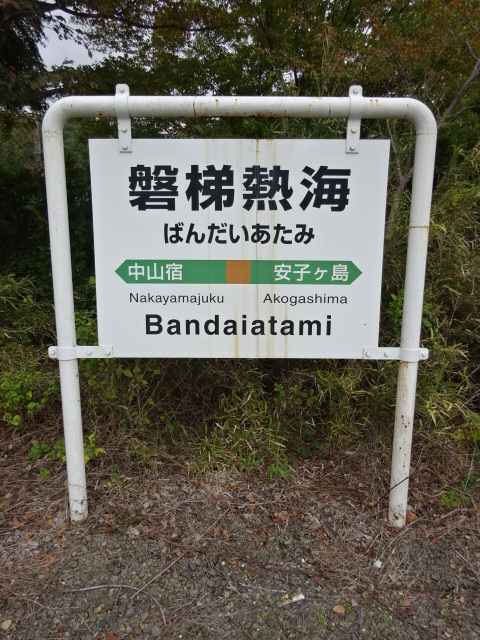 磐梯熱海
ばんだいあたみ
中山宿 安子ヶ島
Nakayamajuku Akogashima
Bandaiatami